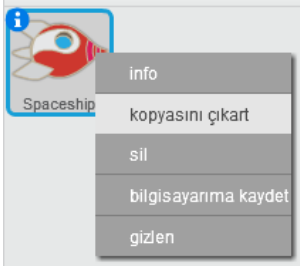 i
Spaceship
info
kopyasını çıkart
sil
bilgisayarıma kaydet
gizlen